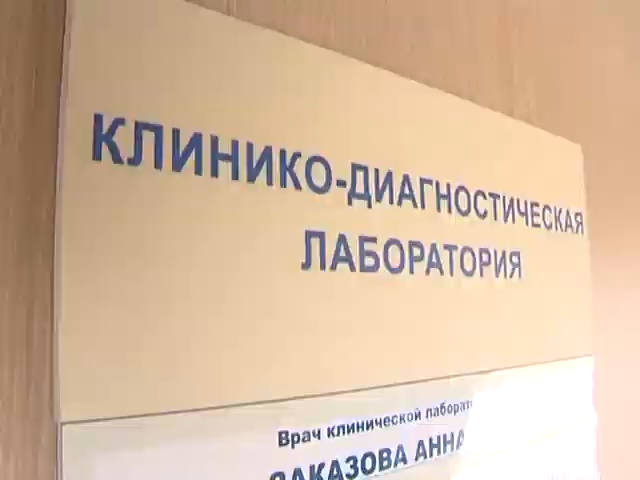 КЛИНИКО-ДИАГНОСТИЧЕСКАЯ
ЛАБОРАТОРИЯ
Врач клинической
АННА